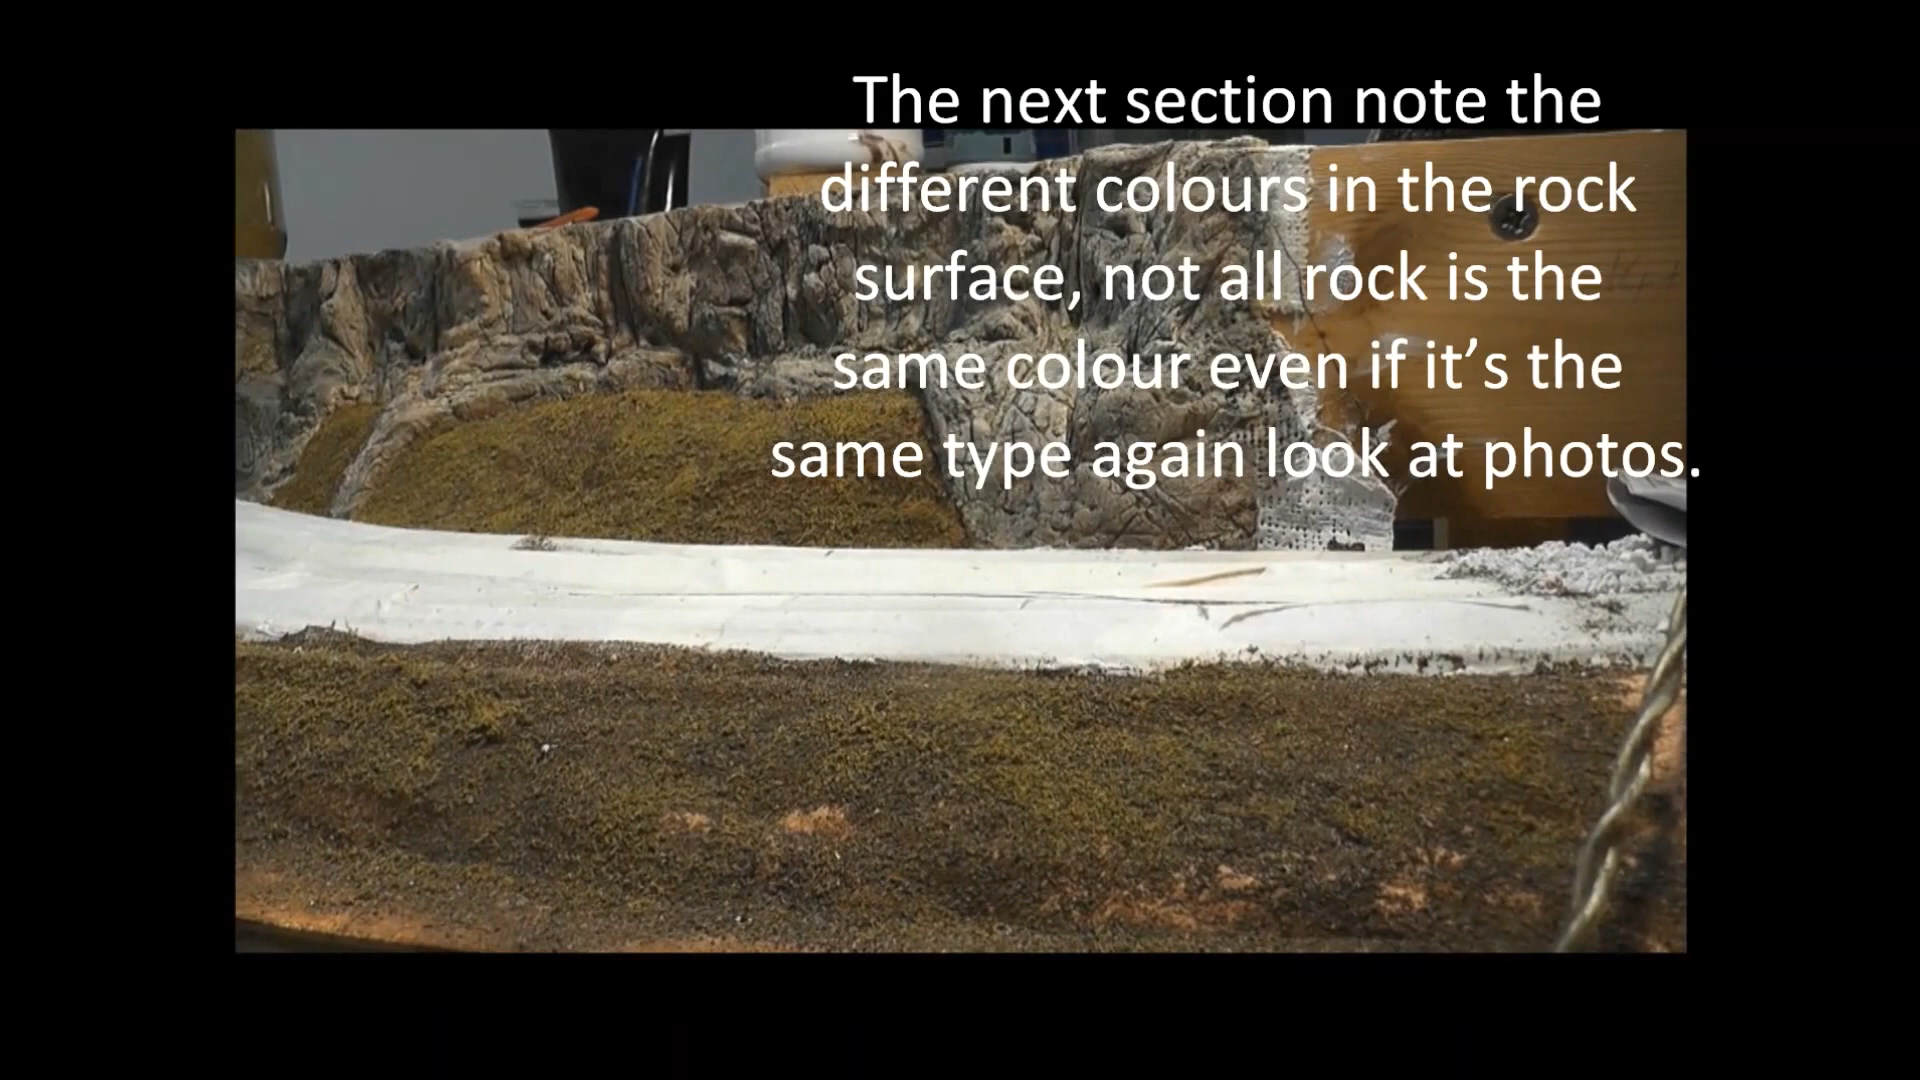 The next section note the
different colours in the rock
surface, not all rock is the
same colour even if it’s the
same type again look at photos.